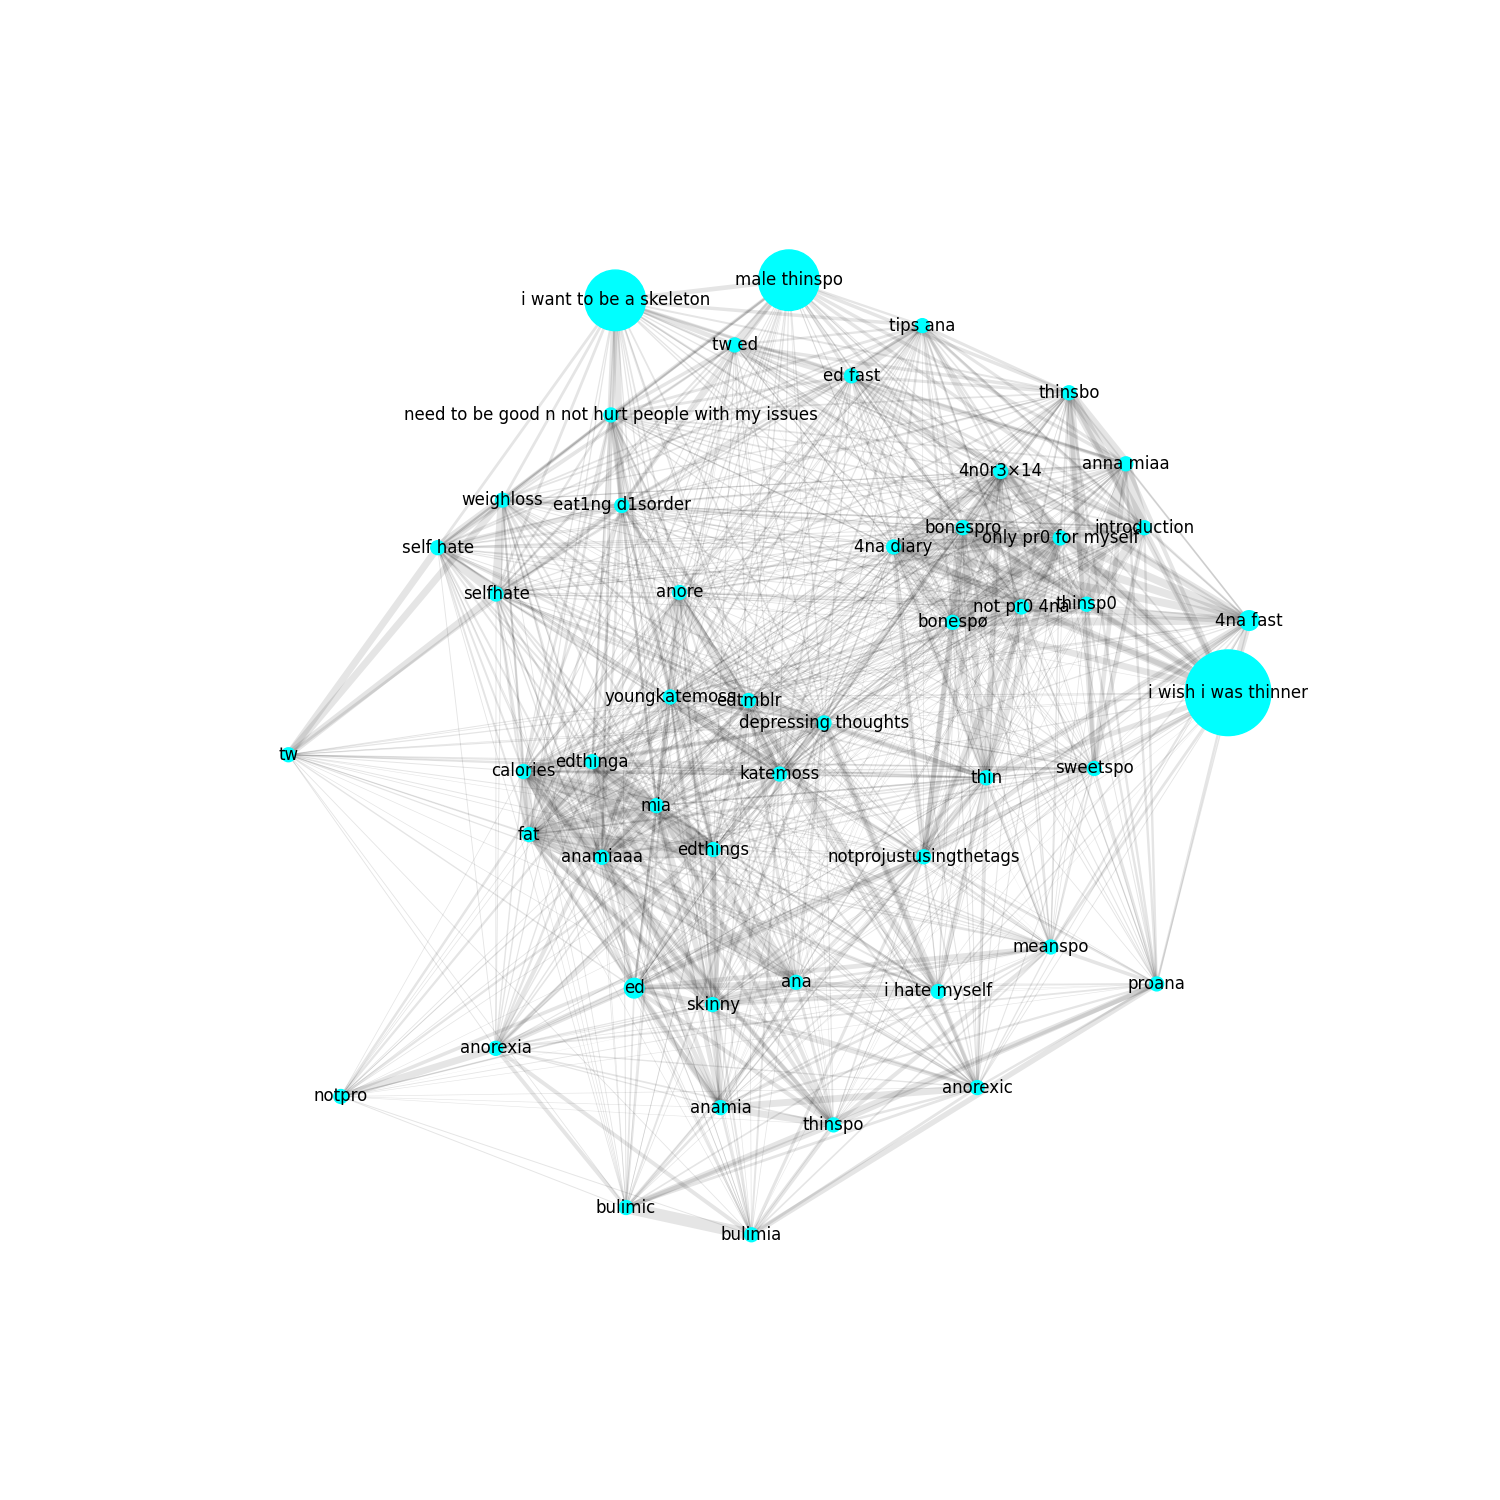 male thinspo
i want to be a skeleton
tips ana
tw ed
ed fast
thinsbo
need to be good n not hurt people with my issues
anna miaa
4n0r3×14
weighloss
eat1ng d1sorder
bonespro
introduction
only pr0 for myself
self hate
4na diary
anore
selfhate
thinsp0
not pr0 4na
4na fast
bonespø
i wish i was thinner
youngkatemoss
edtmblr
depressing thoughts
tw
edthinga
sweetspo
calories
katemoss
thin
mia
fat
edthings
anamiaaa
notprojustusingthetags
meanspo
ana
proana
ed
i hate myself
skinny
anorexia
anorexic
notpro
anamia
thinspo
bulimic
bulimia